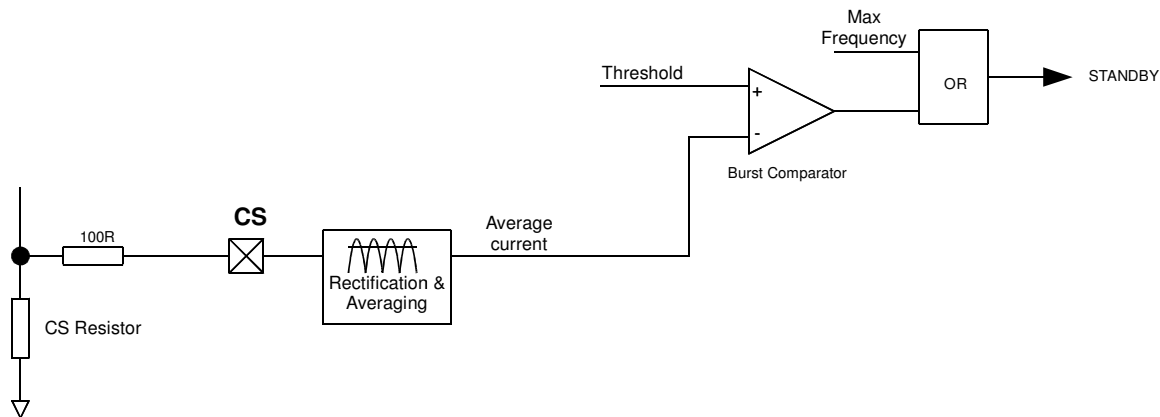 Max
Frequency
Threshold
+
OR
STANDBY
-
Burst Comparator
CS
100R
Average
current
Rectification &
Averaging
CS Resistor